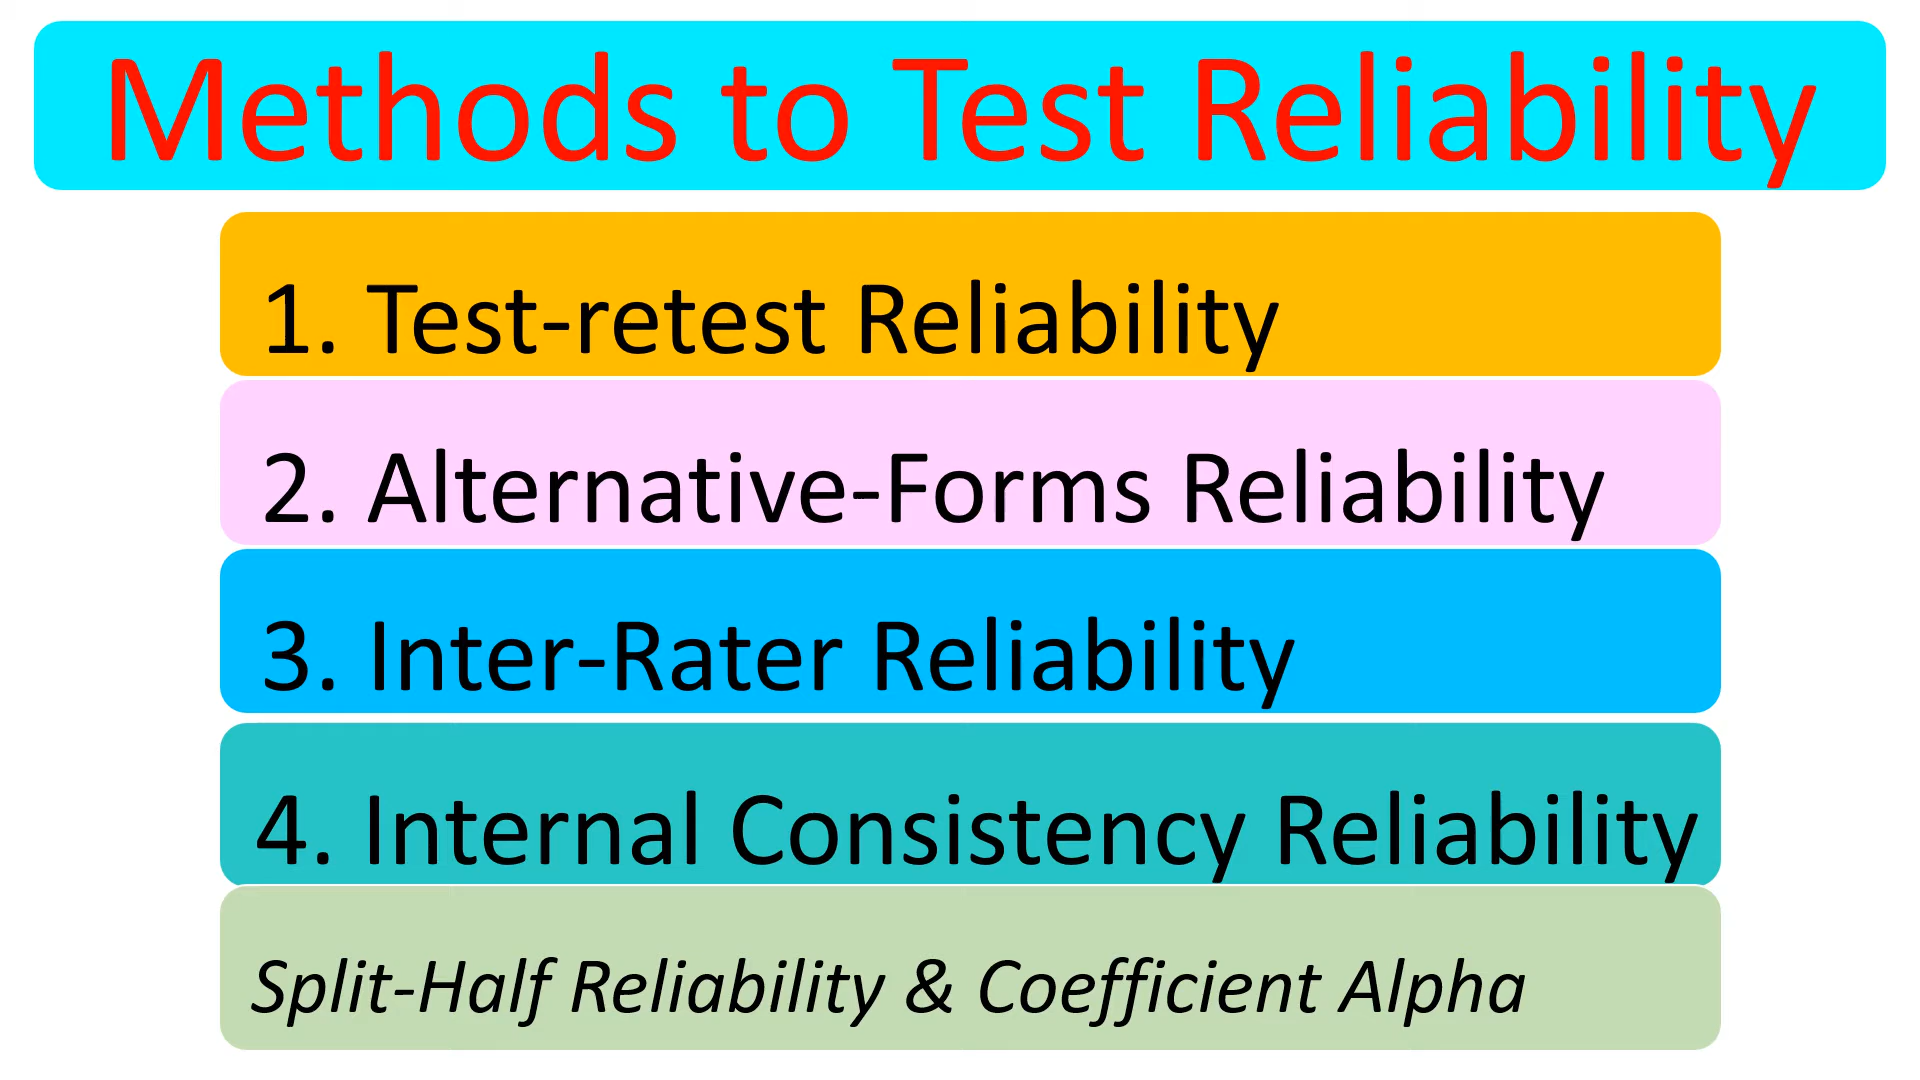 Methods to Test Reliability
1. Test-retest Reliability
2. Alternative-Forms Reliability
3. Inter-Rater Reliability
4. Internal Consistency Reliability
Split-Half Reliability & Coefficient Alpha